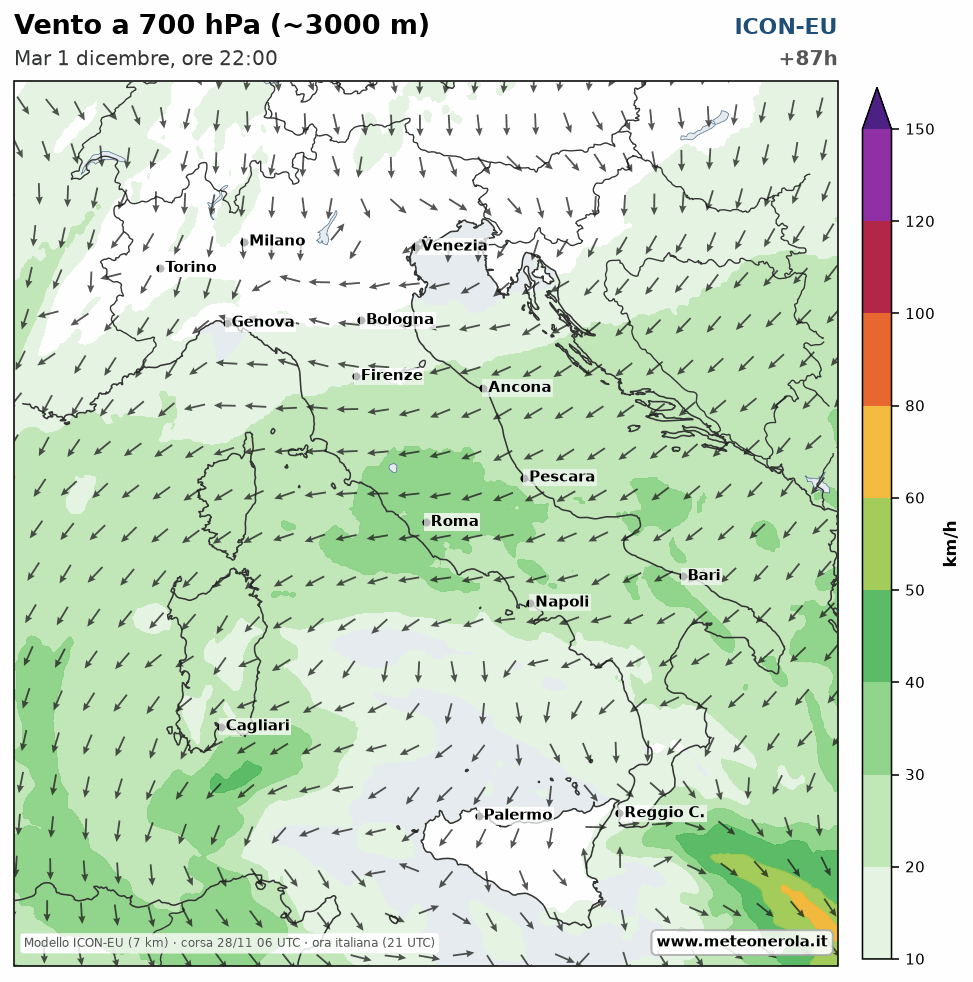 Vento a 700 hPa (~3000 m)
ICON-EU
Mar 1 dicembre, ore 22:00
+87h
150
120
100
80
60
50
40
30
20
10
km/h
Milano
Venezia
Torino
Genova
Bologna
Firenze
Ancona
Pescara
Roma
Bari
Napoli
Cagliari
Palermo
Reggio C.
Modello ICON-EU (7 km) · corsa 28/11 06 UTC · ora italiana (21 UTC)
www.meteonerola.it